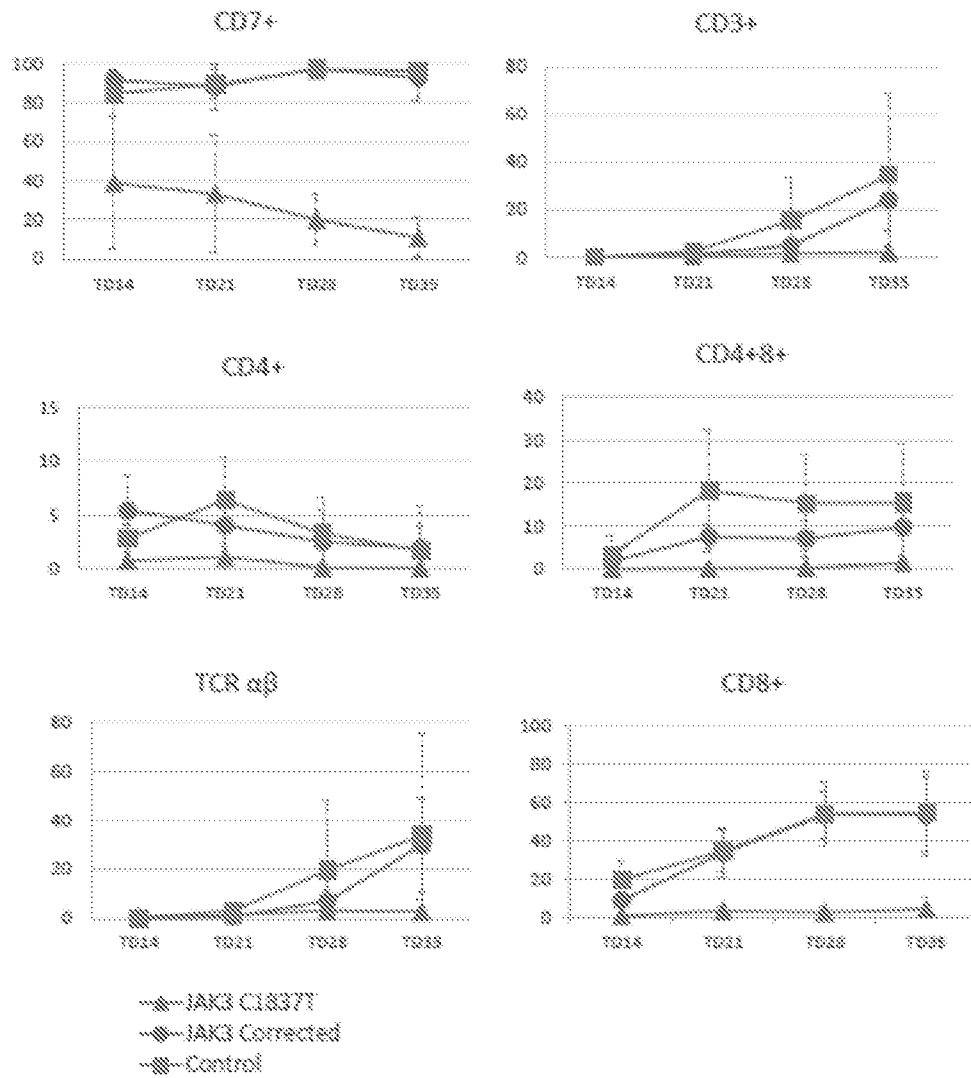 CD7+
100
80
60
40
20
0
TD14 TD21 TD28 TD35
CD3+
80
60
40
20
0
TD14 TD21 TD28 TD35
CD4+
15
10
5
0
TD14 TD21 TD28 TD35
CD4+8+
40
30
20
10
0
TD14 TD21 TD28 TD35
TCR αβ
80
60
40
20
0
TD14 TD21 TD28 TD35
CD8+
100
80
60
40
20
0
TD14 TD21 TD28 TD35
JAK3 C1837T
JAK3 Corrected
Control